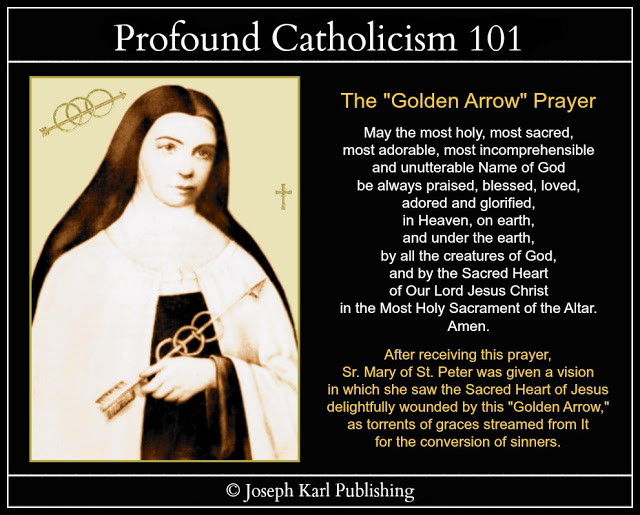 Profound Catholicism 101
The "Golden Arrow" Prayer
May the most holy, most sacred,
most adorable, most incomprehensible
and unutterable Name of God
be always praised, blessed, loved,
adored and glorified,
in Heaven, on earth,
and under the earth,
by all the creatures of God,
and by the Sacred Heart
of Our Lord Jesus Christ
in the Most Holy Sacrament of the Altar.
Amen.
After receiving this prayer,
Sr. Mary of St. Peter was given a vision
in which she saw the Sacred Heart of Jesus
delightfully wounded by this "Golden Arrow,"
as torrents of graces streamed from It
for the conversion of sinners.
© Joseph Karl Publishing